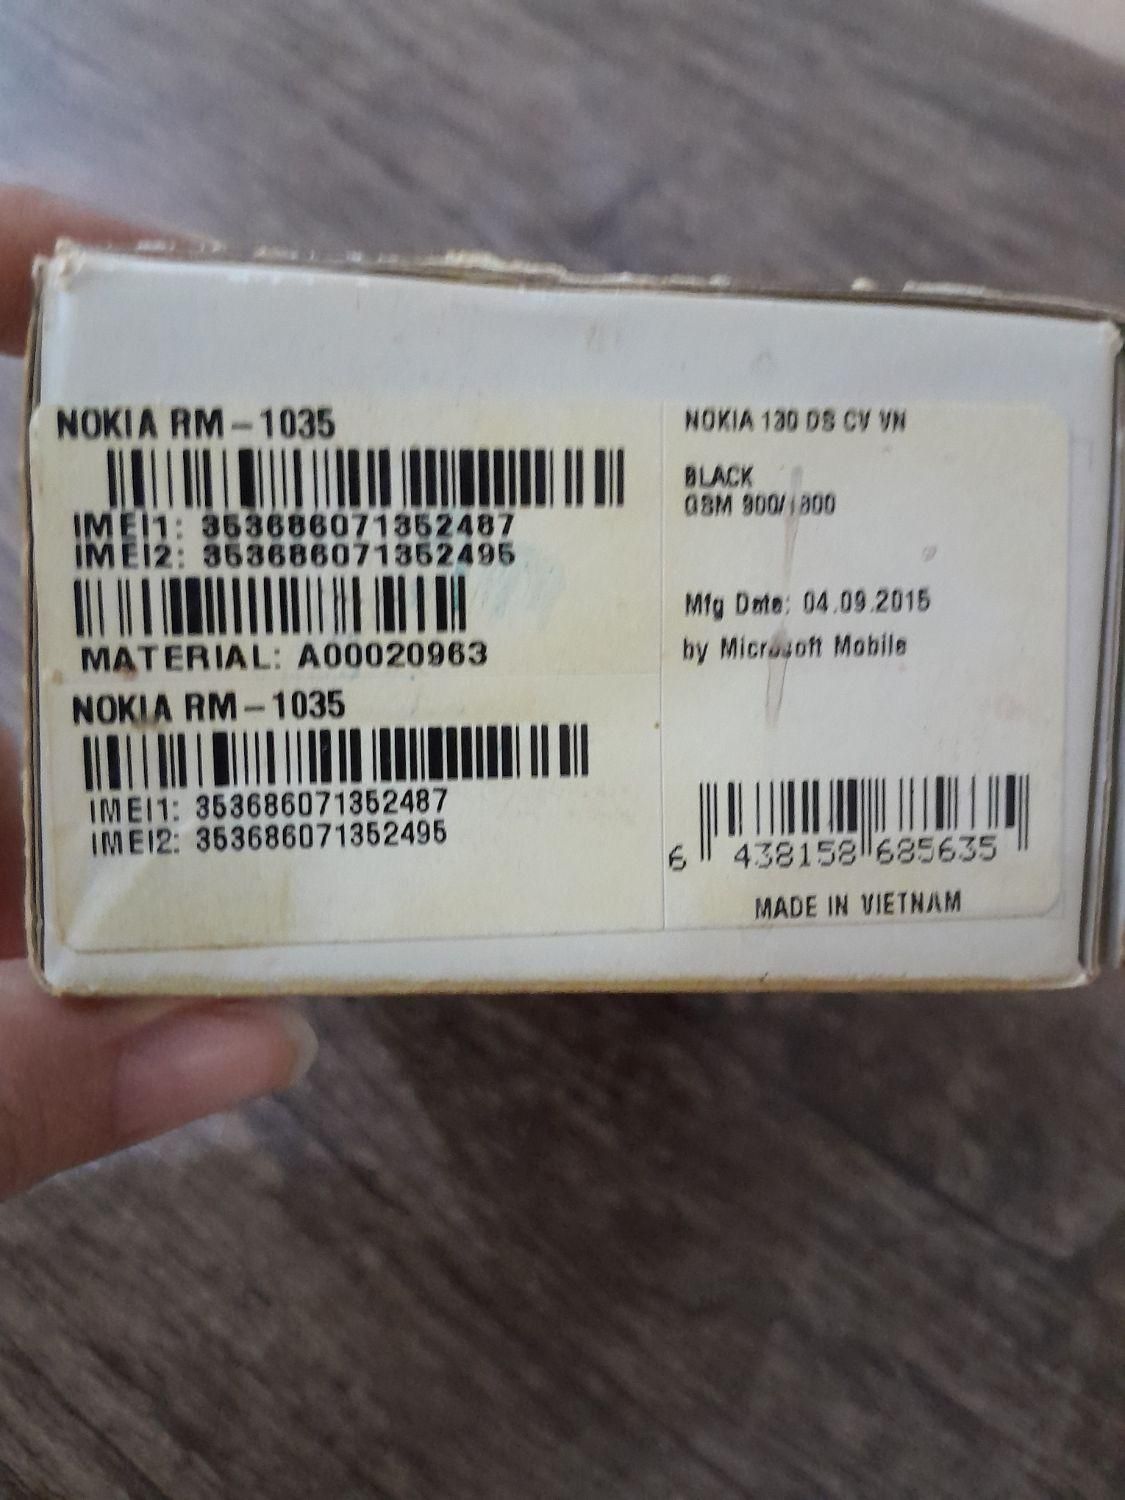 NOKIA RM-1035
IMEI1: 353686071352487
IMEI2: 353686071352495
MATERIAL: A00020963
NOKIA RM-1035
IMEI1: 353686071352487
IMEI2: 353686071352495
NOKIA 130 DS CV VN
BLACK
GSM 900/1800
Mfg Date: 04.09.2015
by Microsoft Mobile
6 438158 685635
MADE IN VIETNAM